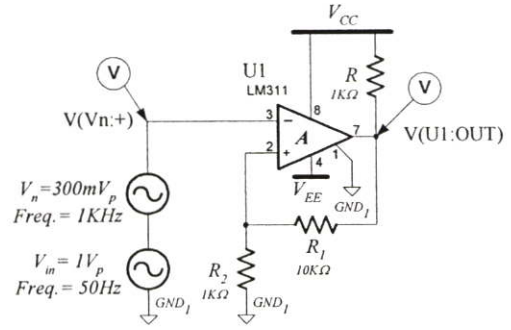 V_CC
V
U1
LM311
R
1KΩ
V
V(Vn:+)
3
−
8
A
7
V(U1:OUT)
2
+
4
1
V_EE
GND_1
V_n=300mV_p
Freq.= 1KHz
R_1
10KΩ
V_in= 1V_p
Freq.= 50Hz
R_2
1KΩ
GND_1
GND_1